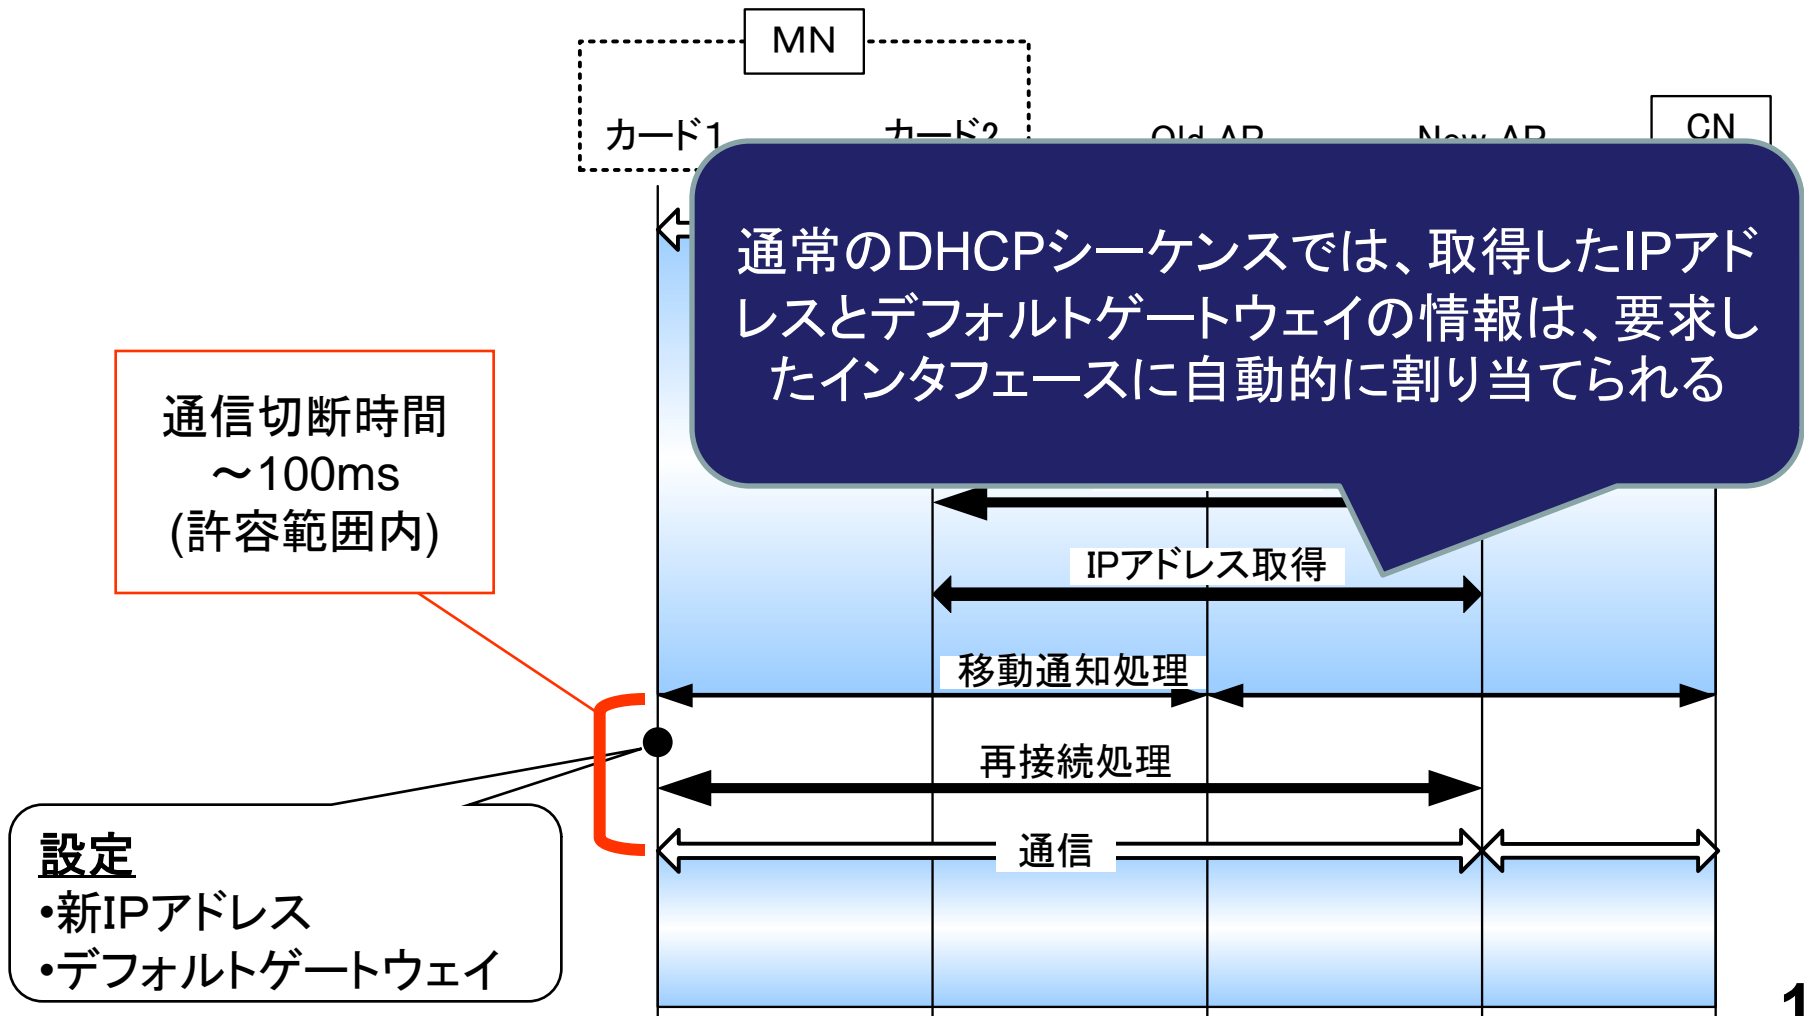 MN
カード1
カード2
Old AP
New AP
CN
通常のDHCPシーケンスでは、取得したIPアド
レスとデフォルトゲートウェイの情報は、要求し
たインタフェースに自動的に割り当てられる
通信切断時間
～100ms
(許容範囲内)
IPアドレス取得
移動通知処理
再接続処理
通信
設定
•新IPアドレス
•デフォルトゲートウェイ
1